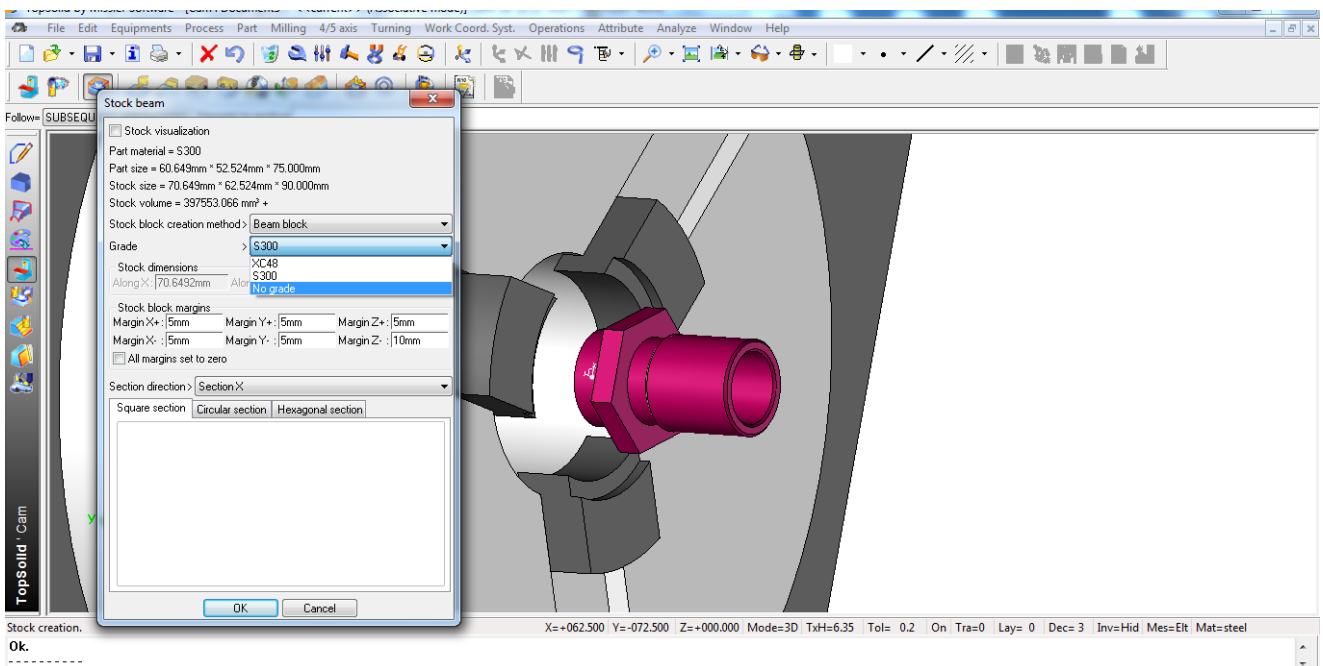 File Edit Equipments Process Part Milling 4/5 axis Turning Work Coord. Syst. Operations Attribute Analyze Window Help
Follow= SUBSEQU
Stock beam
Stock visualization
Part material = S300
Part size = 60.649mm * 52.524mm * 75.000mm
Stock size = 70.649mm * 62.524mm * 90.000mm
Stock volume = 397553.066 mm³ +
Stock block creation method> Beam block
Grade > S300
XC48
S300
No grade
Stock dimensions
Along X: 70.6492mm Alon
Stock block margins
Margin X+ : 5mm Margin Y+ : 5mm Margin Z+ : 5mm
Margin X- : 5mm Margin Y- : 5mm Margin Z- : 10mm
All margins set to zero
Section direction> Section X
Square section Circular section Hexagonal section
OK Cancel
TopSolid ' Cam
Y
Stock creation. X=+062.500 Y=-072.500 Z=+000.000 Mode=3D TxH=6.35 Tol= 0.2 On Tra=0 Lay= 0 Dec= 3 Inv=Hid Mes=Elt Mat=steel
Ok.
----------